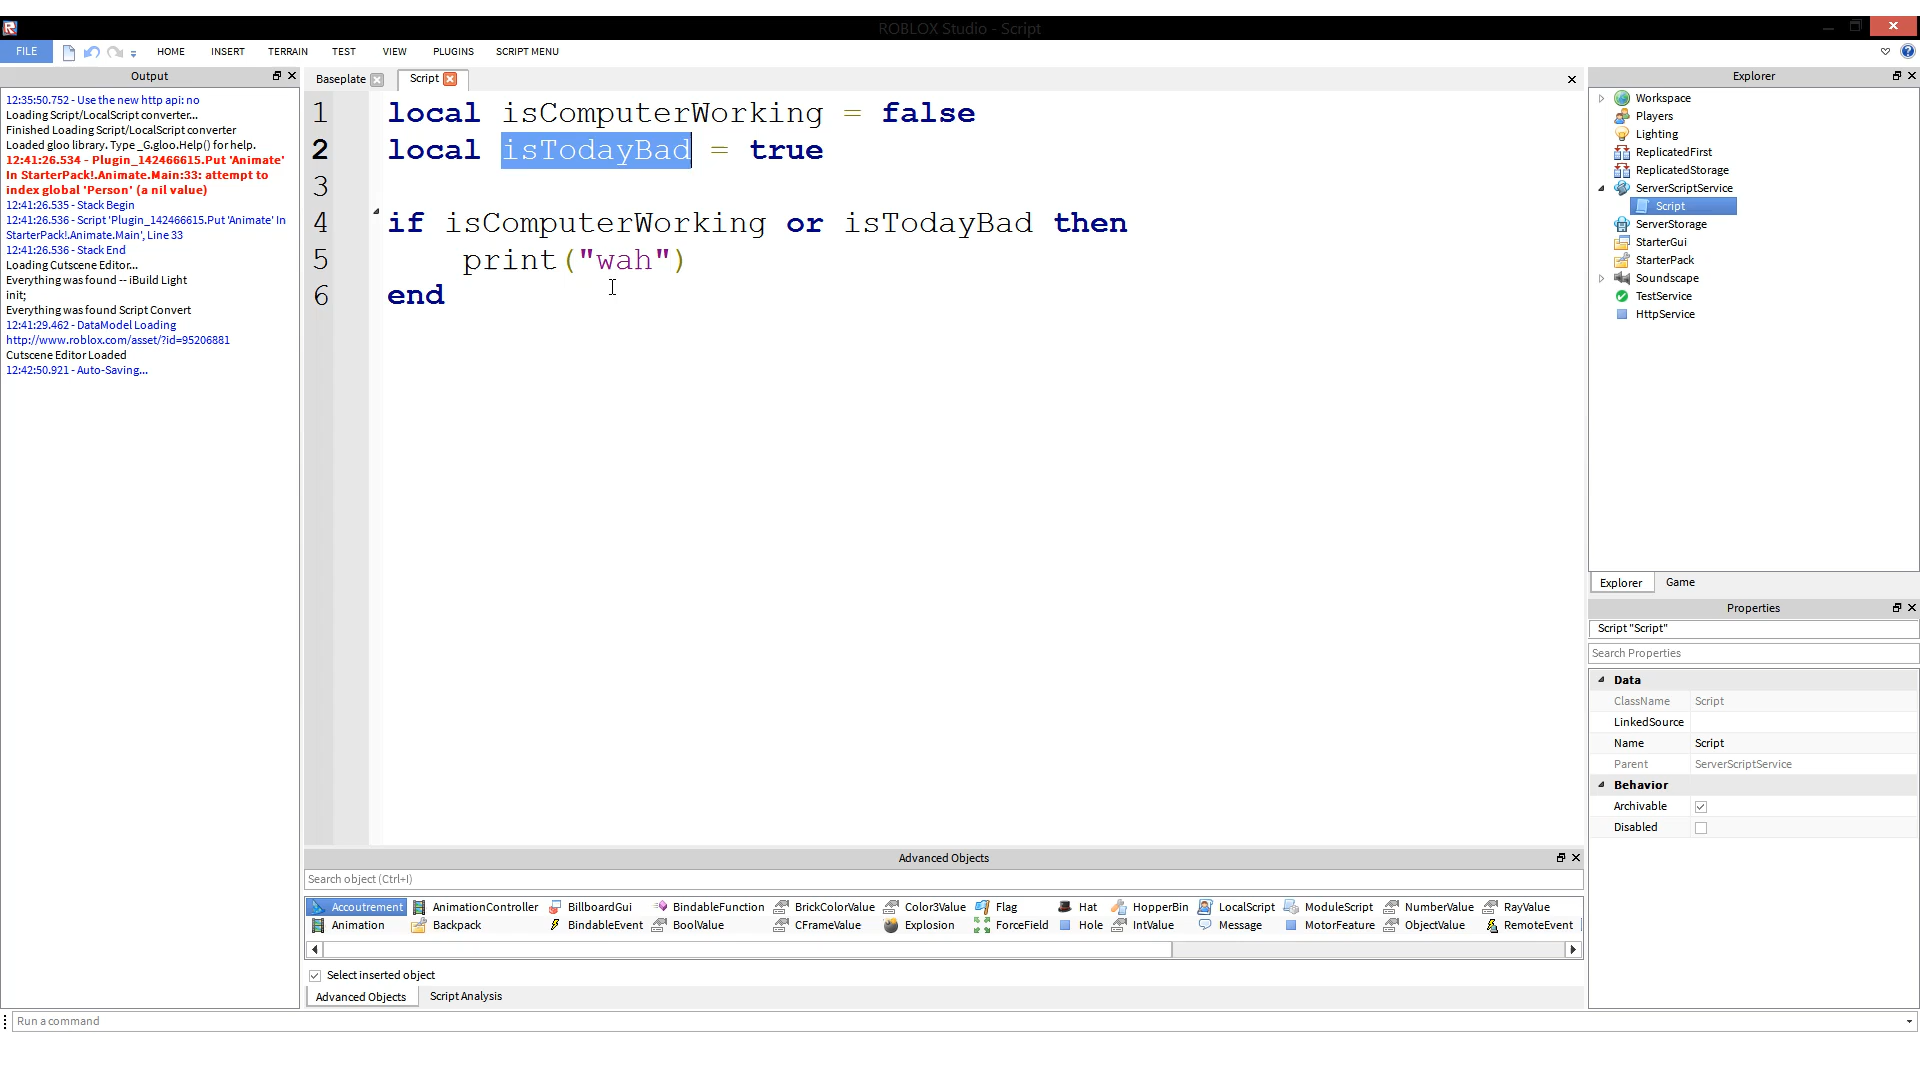 ROBLOX Studio - Script
FILE HOME INSERT TERRAIN TEST VIEW PLUGINS SCRIPT MENU
Output
12:35:50.752 - Use the new http api: no
Loading Script/LocalScript converter...
Finished Loading Script/LocalScript converter
Loaded gloo library. Type _G.gloo.Help() for help.
12:41:26.534 - Plugin_142466615.Put 'Animate'
In StarterPack!.Animate.Main:33: attempt to
index global 'Person' (a nil value)
12:41:26.535 - Stack Begin
12:41:26.536 - Script 'Plugin_142466615.Put 'Animate' In
StarterPack!.Animate.Main', Line 33
12:41:26.536 - Stack End
Loading Cutscene Editor...
Everything was found -- iBuild Light
init;
Everything was found Script Convert
12:41:29.462 - DataModel Loading
http://www.roblox.com/asset/?id=95206881
Cutscene Editor Loaded
12:42:50.921 - Auto-Saving...
Baseplate Script
1 local isComputerWorking = false
2 local isTodayBad = true
3
4 if isComputerWorking or isTodayBad then
5 print("wah")
6 end
Explorer
Workspace
Players
Lighting
ReplicatedFirst
ReplicatedStorage
ServerScriptService
Script
ServerStorage
StarterGui
StarterPack
Soundscape
TestService
HttpService
Explorer Game
Properties
Script "Script"
Search Properties
Data
ClassName Script
LinkedSource
Name Script
Parent ServerScriptService
Behavior
Archivable
Disabled
Advanced Objects
Search object (Ctrl+I)
Accoutrement AnimationController BillboardGui BindableFunction BrickColorValue Color3Value Flag Hat HopperBin LocalScript ModuleScript NumberValue RayValue
Animation Backpack BindableEvent BoolValue CFrameValue Explosion ForceField Hole IntValue Message MotorFeature ObjectValue RemoteEvent
Select inserted object
Advanced Objects Script Analysis
Run a command